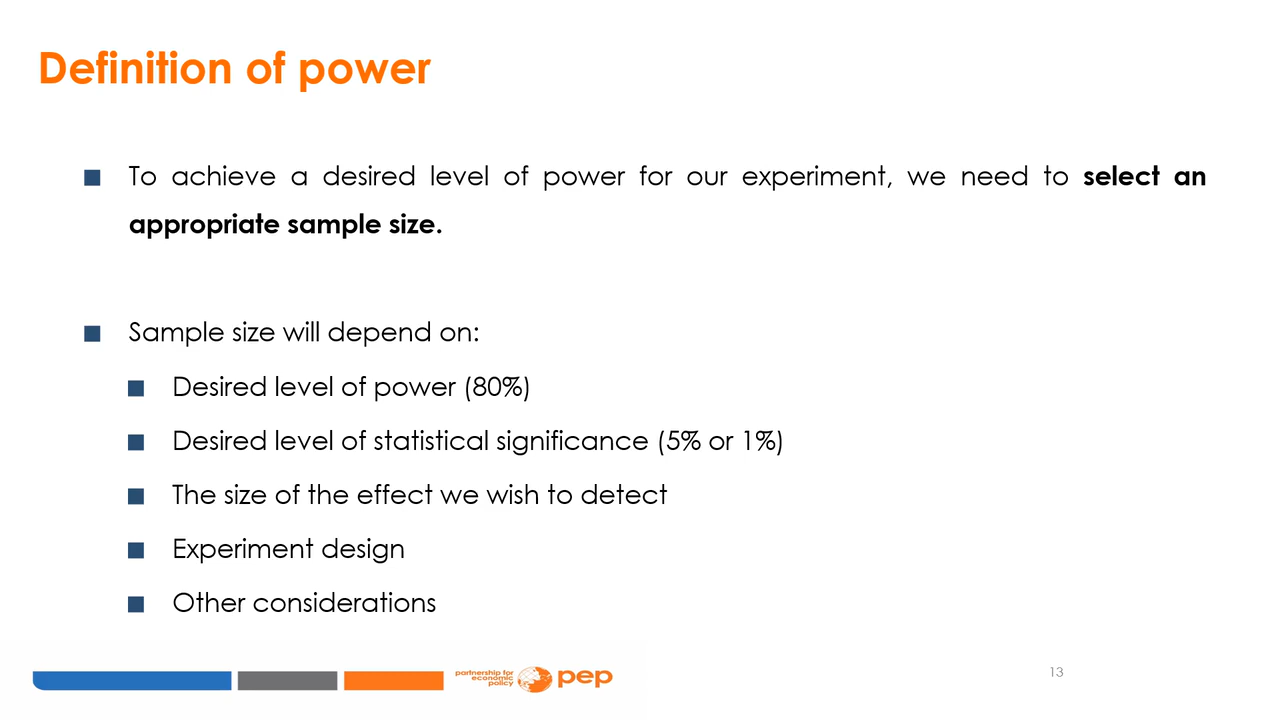 Definition of power
To achieve a desired level of power for our experiment, we need to select an
appropriate sample size.
Sample size will depend on:
Desired level of power (80%)
Desired level of statistical significance (5% or 1%)
The size of the effect we wish to detect
Experiment design
Other considerations
partnership for
economic
policy
pep
13